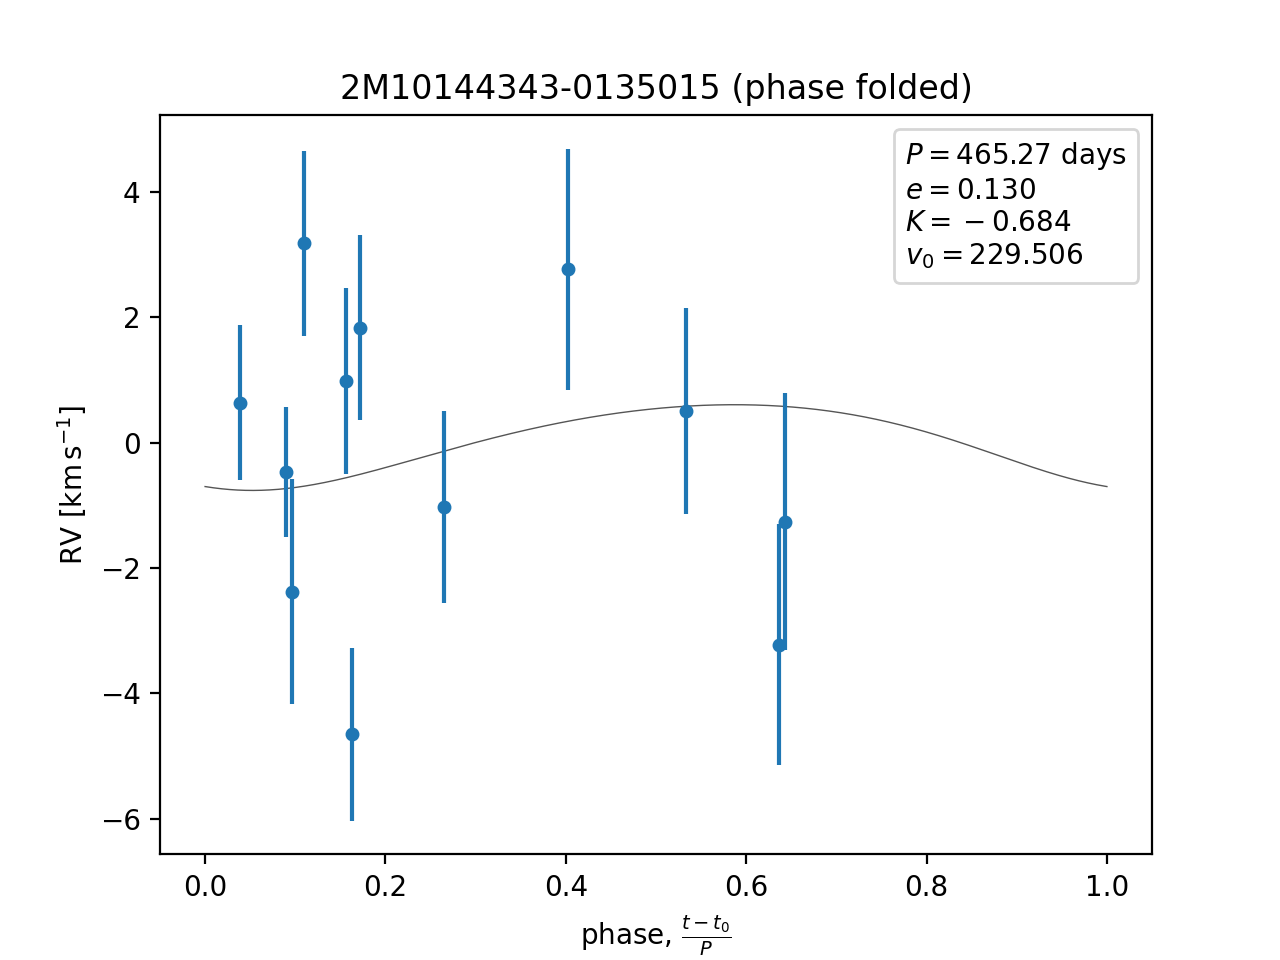 2M10144343-0135015 (phase folded)
P = 465.27 days
e = 0.130
K = −0.684
v₀ = 229.506
4
2
0
−2
−4
−6
RV [km s⁻¹]
0.0 0.2 0.4 0.6 0.8 1.0
phase, (t − t₀)/P